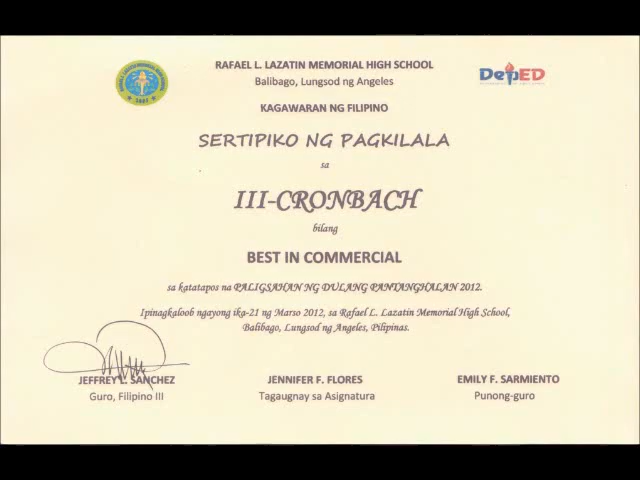 RAFAEL L. LAZATIN MEMORIAL HIGH SCHOOL
Balibago, Lungsod ng Angeles
DepED
KAGAWARAN NG FILIPINO
SERTIPIKO NG PAGKILALA
sa
III-CRONBACH
bilang
BEST IN COMMERCIAL
sa katatapos na PALIGSAHAN NG DULANG PANTANGHALAN 2012.
Ipinagkaloob ngayong ika-21 ng Marso 2012, sa Rafael L. Lazatin Memorial High School,
Balibago, Lungsod ng Angeles, Pilipinas.
JEFFREY L. SANCHEZ JENNIFER F. FLORES EMILY F. SARMIENTO
Guro, Filipino III Tagaugnay sa Asignatura Punong-guro